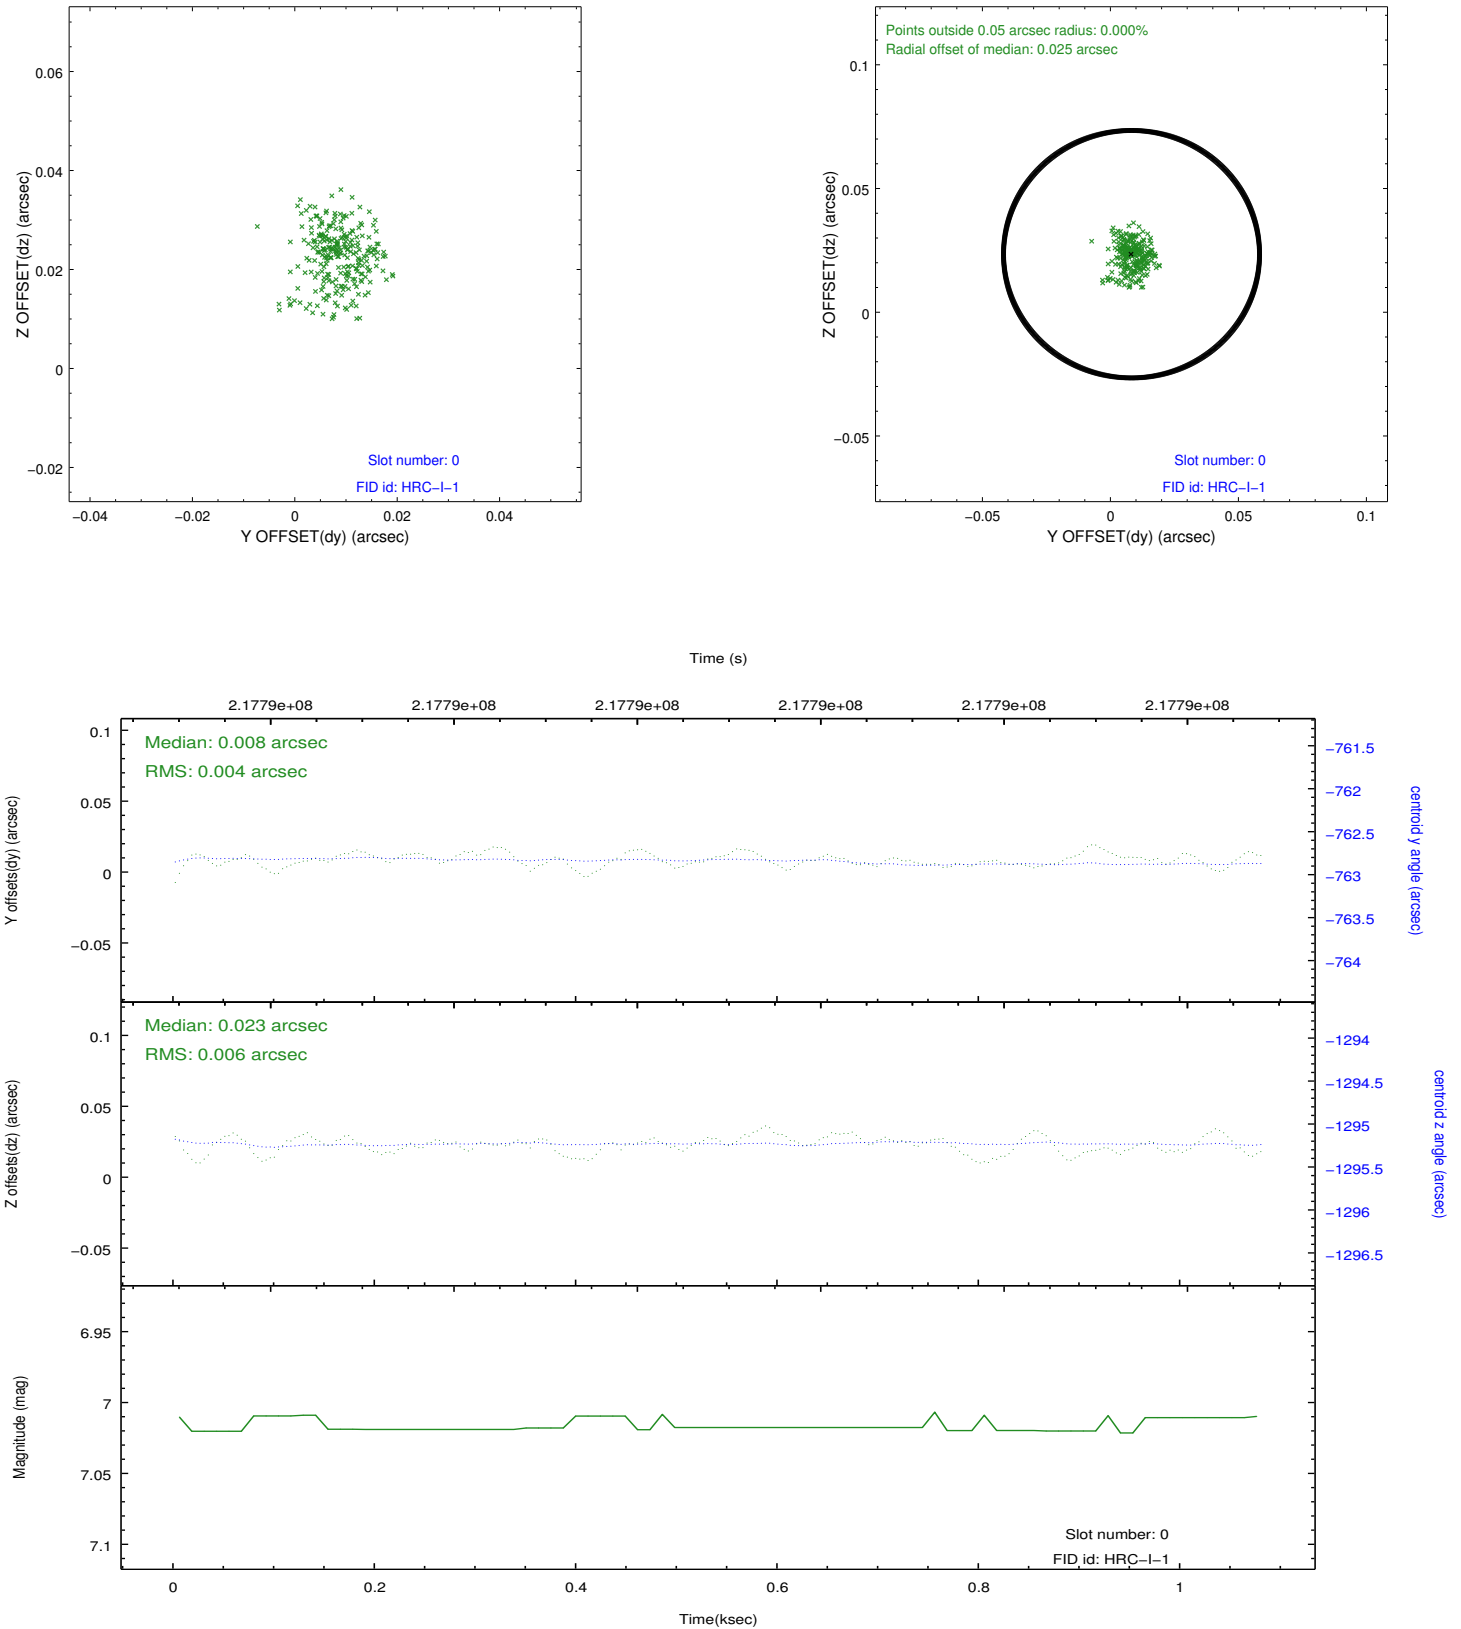 0.06
0.04
0.02
0
−0.02
−0.04
−0.02
0
0.02
0.04
Z OFFSET(dz) (arcsec)
Y OFFSET(dy) (arcsec)
Slot number: 0
FID id: HRC−I−1
Points outside 0.05 arcsec radius: 0.000%
Radial offset of median: 0.025 arcsec
0.1
0.05
0
−0.05
−0.05
0
0.05
0.1
Z OFFSET(dz) (arcsec)
Y OFFSET(dy) (arcsec)
Slot number: 0
FID id: HRC−I−1
Time (s)
2.1779e+08
2.1779e+08
2.1779e+08
2.1779e+08
2.1779e+08
2.1779e+08
Median: 0.008 arcsec
RMS: 0.004 arcsec
0.1
0.05
0
−0.05
Y offsets(dy) (arcsec)
−761.5
−762
−762.5
−763
−763.5
−764
centroid y angle (arcsec)
Median: 0.023 arcsec
RMS: 0.006 arcsec
0.1
0.05
0
−0.05
Z offsets(dz) (arcsec)
−1294
−1294.5
−1295
−1295.5
−1296
−1296.5
centroid z angle (arcsec)
6.95
7
7.05
7.1
Magnitude (mag)
Slot number: 0
FID id: HRC−I−1
0
0.2
0.4
0.6
0.8
1
Time(ksec)